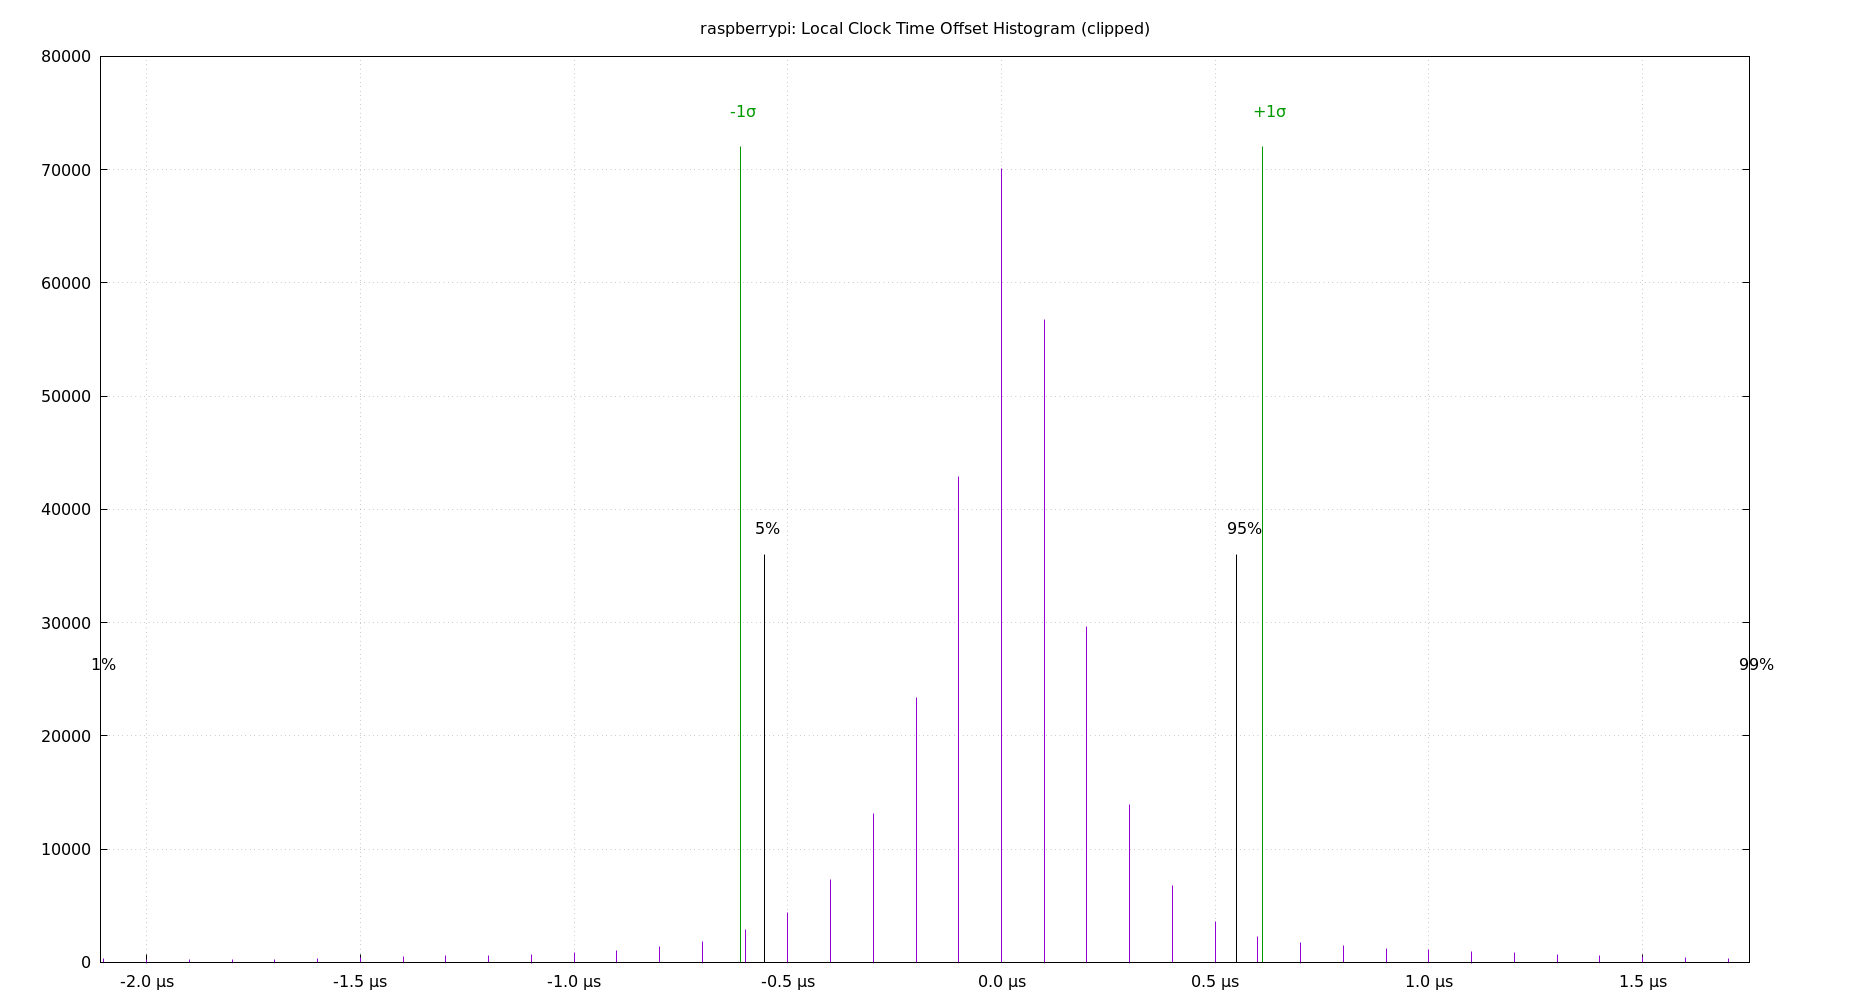 raspberrypi: Local Clock Time Offset Histogram (clipped)
80000
-1σ
+1σ
70000
60000
50000
40000
5%
95%
30000
1%
99%
20000
10000
0
-2.0 μs
-1.5 μs
-1.0 μs
-0.5 μs
0.0 μs
0.5 μs
1.0 μs
1.5 μs